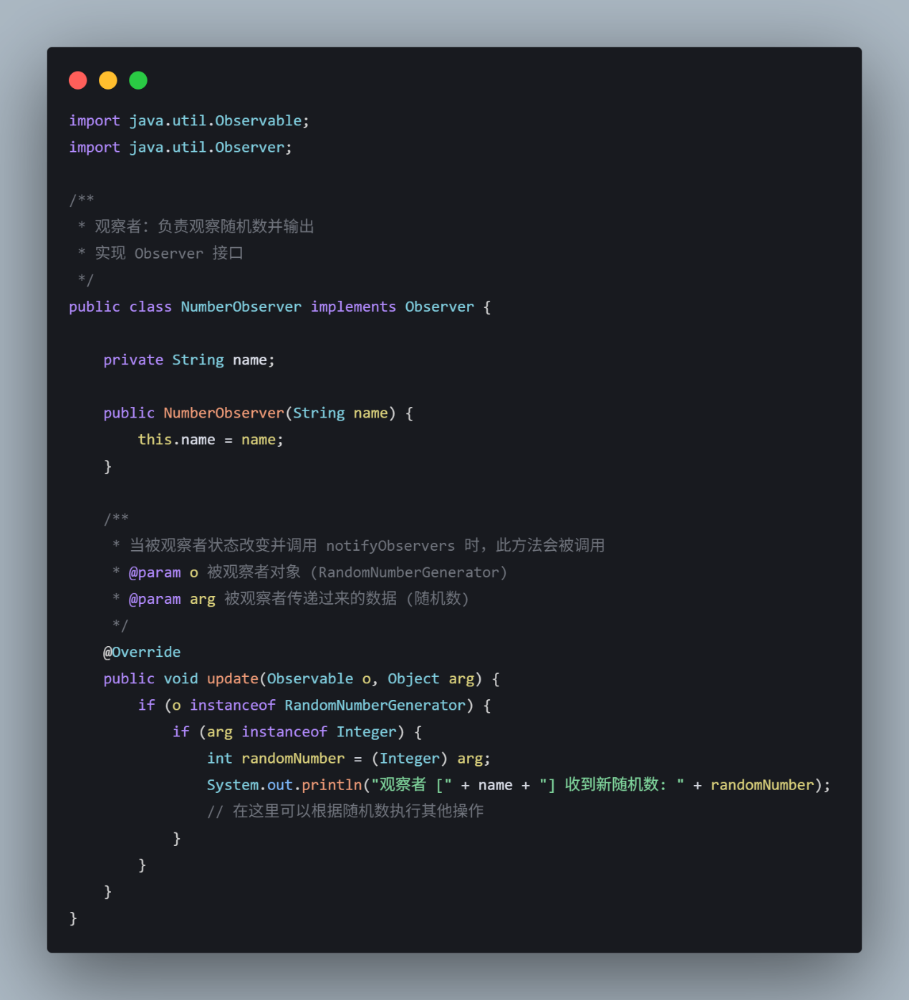 import java.util.Observable;
import java.util.Observer;

/**
 * 观察者：负责观察随机数并输出
 * 实现 Observer 接口
 */
public class NumberObserver implements Observer {

    private String name;

    public NumberObserver(String name) {
        this.name = name;
    }

    /**
     * 当被观察者状态改变并调用 notifyObservers 时，此方法会被调用
     * @param o 被观察者对象 (RandomNumberGenerator)
     * @param arg 被观察者传递过来的数据 (随机数)
     */
    @Override
    public void update(Observable o, Object arg) {
        if (o instanceof RandomNumberGenerator) {
            if (arg instanceof Integer) {
                int randomNumber = (Integer) arg;
                System.out.println("观察者 [" + name + "] 收到新随机数: " + randomNumber);
                // 在这里可以根据随机数执行其他操作
            }
        }
    }
}